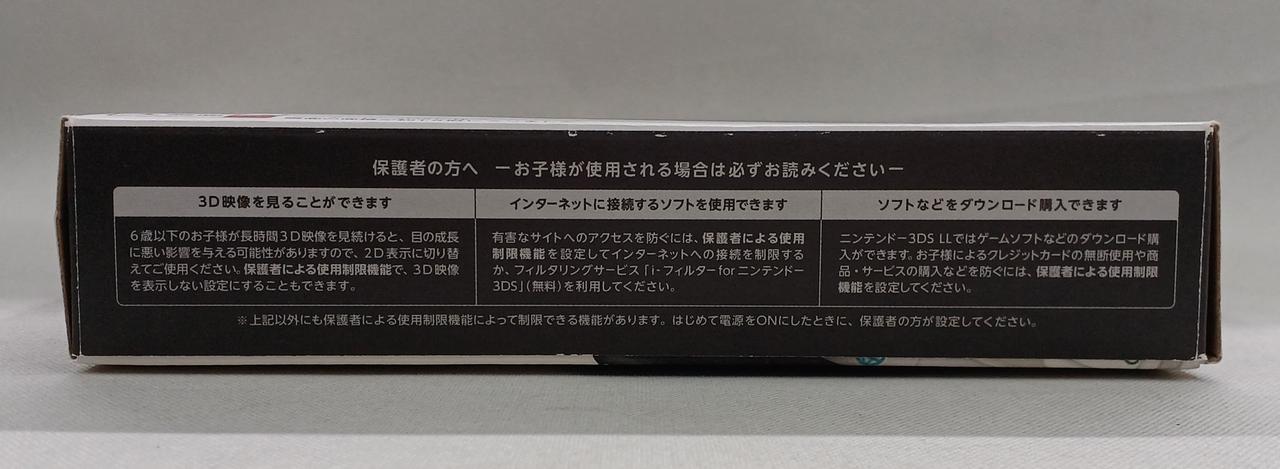 保護者の方へ －お子様が使用される場合は必ずお読みください－
3D映像を見ることができます
6歳以下のお子様が長時間3D映像を見続けると、目の成長
に悪い影響を与える可能性がありますので、2D表示に切り替
えてご使用ください。保護者による使用制限機能で、3D映像
を表示しない設定にすることもできます。
インターネットに接続するソフトを使用できます
有害なサイトへのアクセスを防ぐには、保護者による使用
制限機能を設定してインターネットへの接続を制限する
か、フィルタリングサービス「i-フィルター for ニンテンドー
3DS」（無料）を利用してください。
ソフトなどをダウンロード購入できます
ニンテンドー3DS LLではゲームソフトなどのダウンロード購
入ができます。お子様によるクレジットカードの無断使用や商
品・サービスの購入などを防ぐには、保護者による使用制限
機能を設定してください。
※上記以外にも保護者による使用制限機能によって制限できる機能があります。はじめて電源をONにしたときに、保護者の方が設定してください。